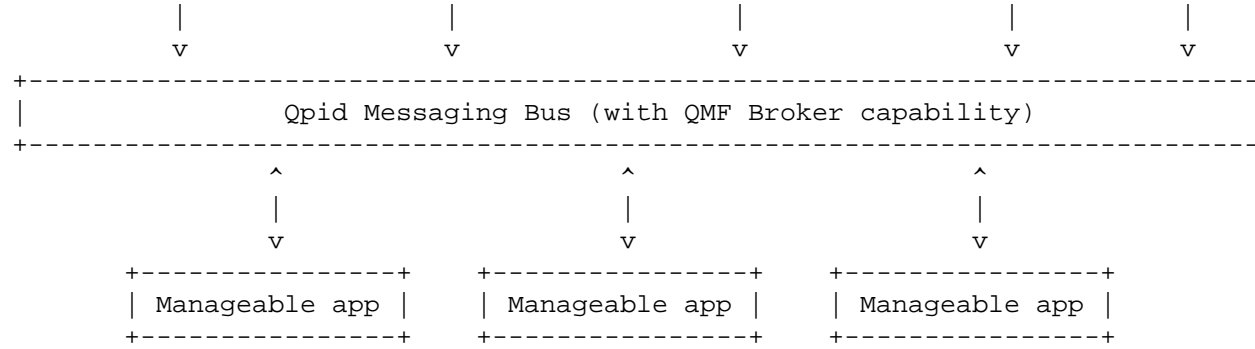 | | | | |
v v v v v
+----------------------------------------------------------------------------
| Qpid Messaging Bus (with QMF Broker capability)
+----------------------------------------------------------------------------
^ ^ ^
| | |
v v v
+----------------+ +----------------+ +----------------+
| Manageable app | | Manageable app | | Manageable app |
+----------------+ +----------------+ +----------------+